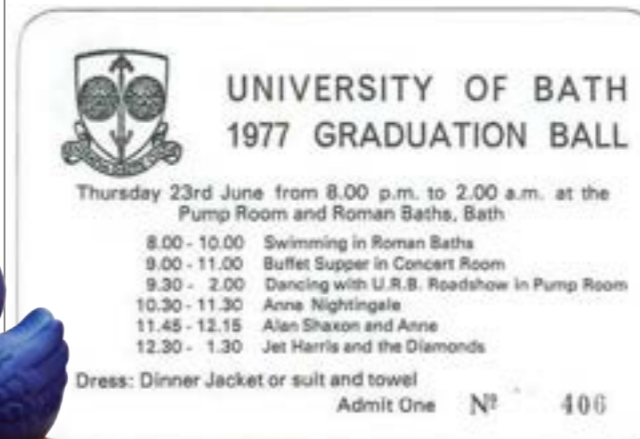 UNIVERSITY OF BATH
1977 GRADUATION BALL
Thursday 23rd June from 8.00 p.m. to 2.00 a.m. at the
Pump Room and Roman Baths, Bath
8.00 - 10.00 Swimming in Roman Baths
9.00 - 11.00 Buffet Supper in Concert Room
9.30 - 2.00 Dancing with U.R.B. Roadshow in Pump Room
10.30 - 11.30 Anne Nightingale
11.45 - 12.15 Alan Shaxon and Anne
12.30 - 1.30 Jet Harris and the Diamonds
Dress: Dinner Jacket or suit and towel
Admit One Nº 406